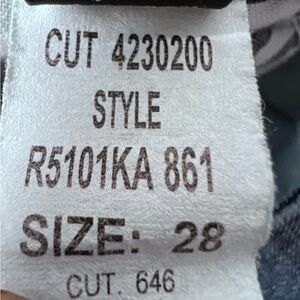 CUT 4230200
STYLE
R5101KA 861
SIZE: 28
CUT. 646